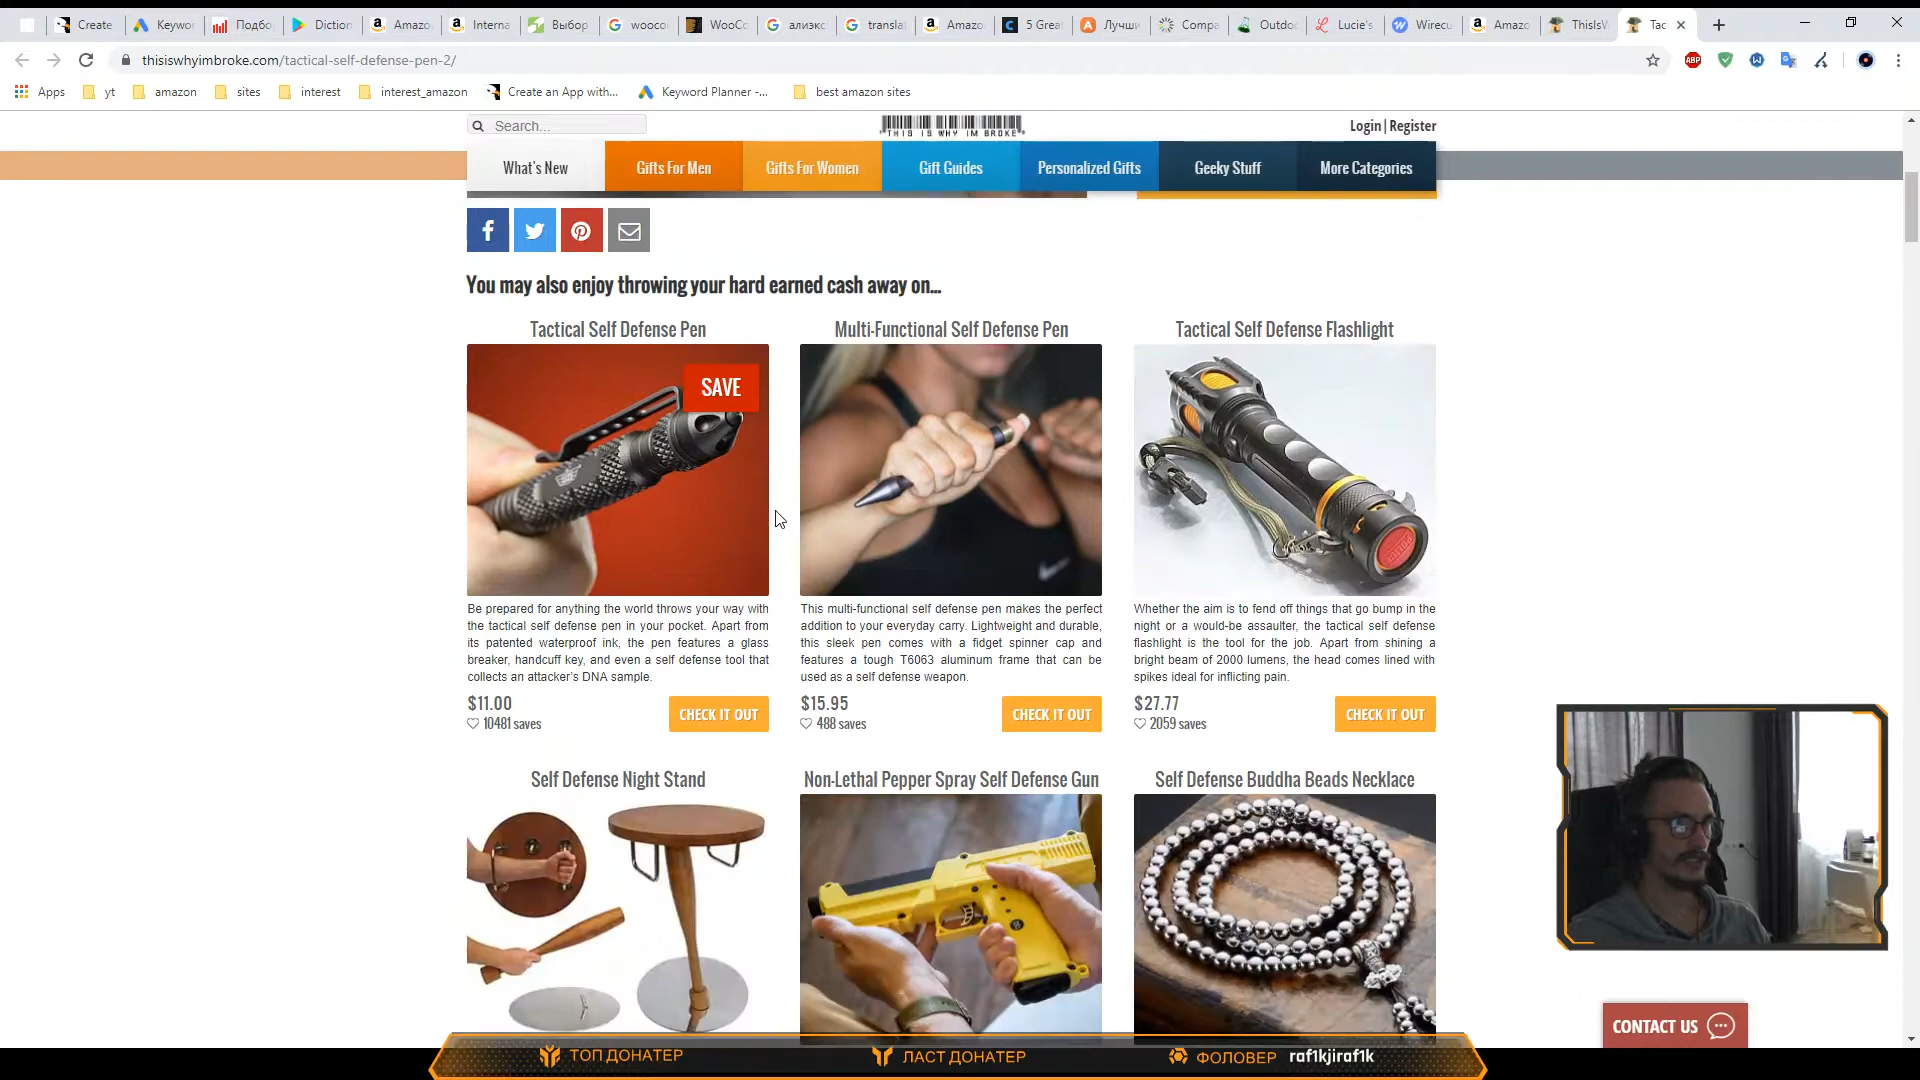 Create
Keywor
Подбо
Diction
Amazo
Interna
Выбор
wooco
WooCo
алиэкс
transla
Amazo
5 Grea
Лучши
Compa
Outdo
Lucie's
Wirecu
Amazo
ThisIsW
Tac
thisiswhyimbroke.com/tactical-self-defense-pen-2/
ABP
Apps
yt
amazon
sites
interest
interest_amazon
Create an App with...
Keyword Planner -...
best amazon sites
Search...
THIS IS WHY IM BROKE
Login | Register
What's New
Gifts For Men
Gifts For Women
Gift Guides
Personalized Gifts
Geeky Stuff
More Categories
You may also enjoy throwing your hard earned cash away on...
Tactical Self Defense Pen
SAVE
Be prepared for anything the world throws your way with
the tactical self defense pen in your pocket. Apart from
its patented waterproof ink, the pen features a glass
breaker, handcuff key, and even a self defense tool that
collects an attacker's DNA sample.
$11.00
10481 saves
CHECK IT OUT
Multi-Functional Self Defense Pen
This multi-functional self defense pen makes the perfect
addition to your everyday carry. Lightweight and durable,
this sleek pen comes with a fidget spinner cap and
features a tough T6063 aluminum frame that can be
used as a self defense weapon.
$15.95
488 saves
CHECK IT OUT
Tactical Self Defense Flashlight
Whether the aim is to fend off things that go bump in the
night or a would-be assaulter, the tactical self defense
flashlight is the tool for the job. Apart from shining a
bright beam of 2000 lumens, the head comes lined with
spikes ideal for inflicting pain.
$27.77
2059 saves
CHECK IT OUT
Self Defense Night Stand
Non-Lethal Pepper Spray Self Defense Gun
Self Defense Buddha Beads Necklace
CONTACT US
ТОП ДОНАТЕР
ЛАСТ ДОНАТЕР
ФОЛОВЕР raf1kjiraf1k